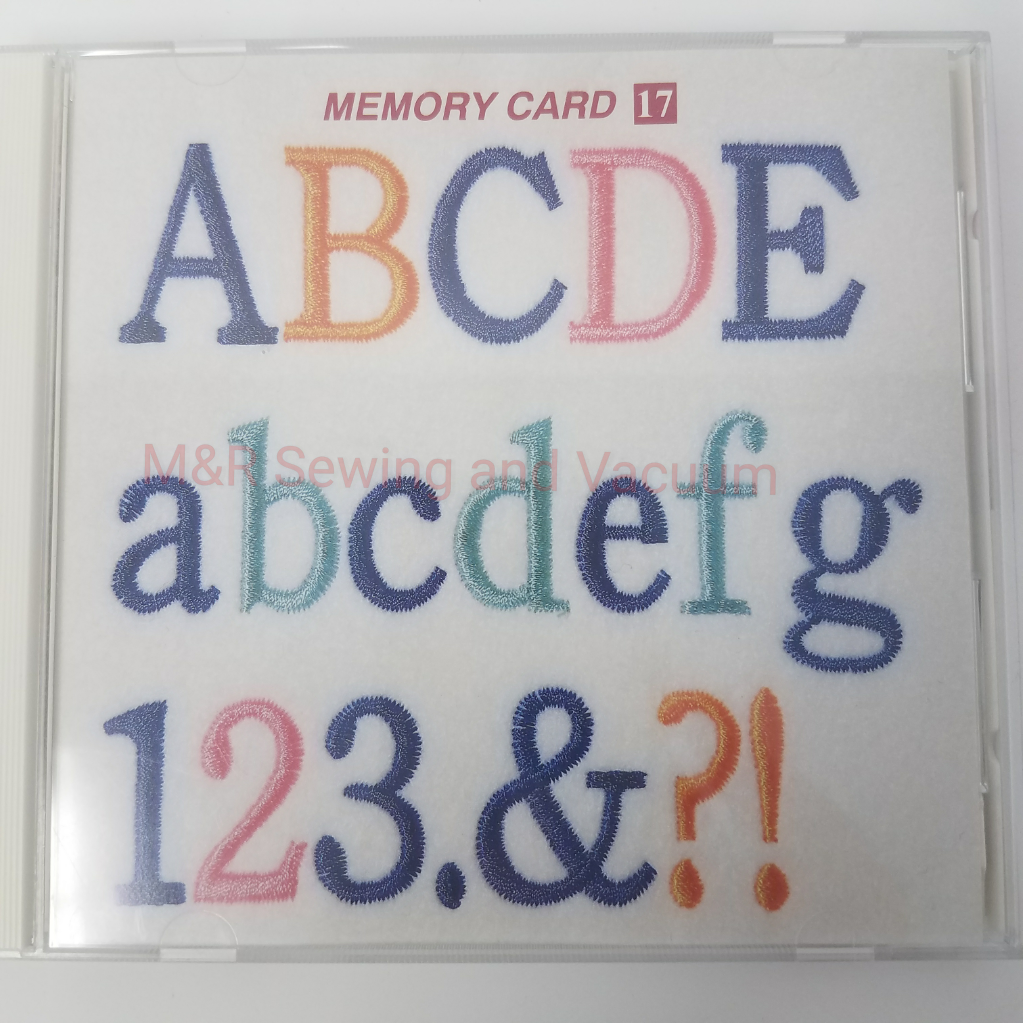 MEMORY CARD 17
ABCDE
M&R Sewing and Vacuum
abcdefg
123.&?!